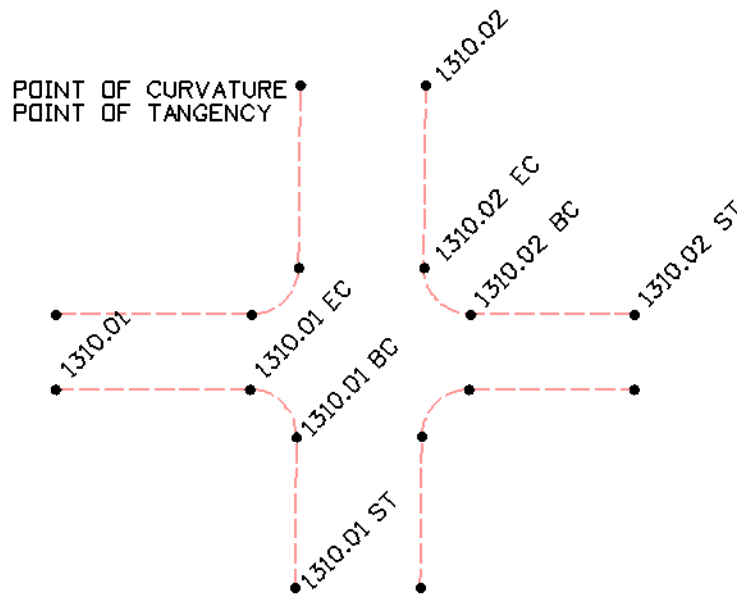 1310.02
POINT OF CURVATURE
POINT OF TANGENCY
1310.02 EC
1310.02 BC
1310.02 ST
1310.01
1310.01 EC
1310.01 BC
1310.01 ST